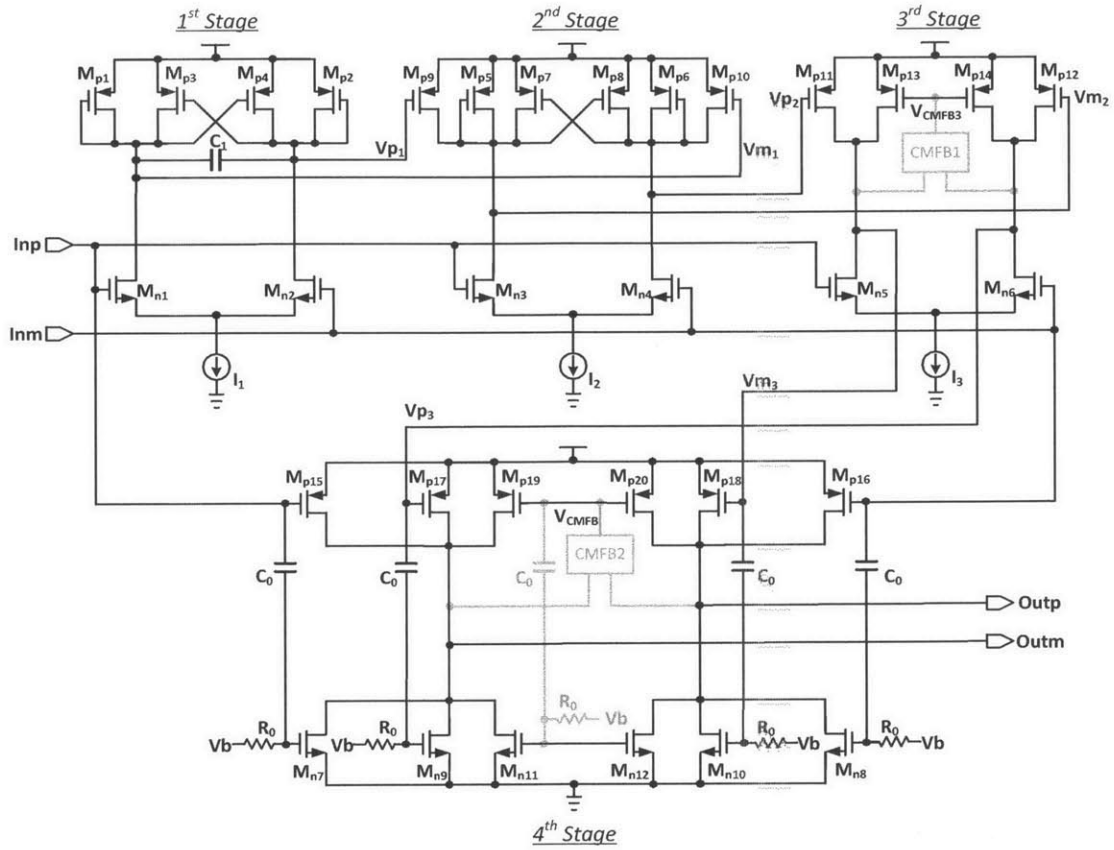 1st Stage
2nd Stage
3rd Stage
Mp1 Mp3 Mp4 Mp2 Mp9 Mp5 Mp7 Mp8 Mp6 Mp10 Mp11 Mp13 Mp14 Mp12
Vp2 VCMFB3 Vm2
C1 Vp1 Vm1 CMFB1
Inp
Mn1 Mn2 Mn3 Mn4 Mn5 Mn6
Inm
I1 I2 I3
Vm3
Vp3
Mp15 Mp17 Mp19 Mp20 Mp18 Mp16
VCMFB
CMFB2
C0 C0 C0 C0 C0
Outp
Outm
R0
Vb
R0 R0 R0 R0
Vb Vb Vb Vb
Mn7 Mn9 Mn11 Mn12 Mn10 Mn8
4th Stage